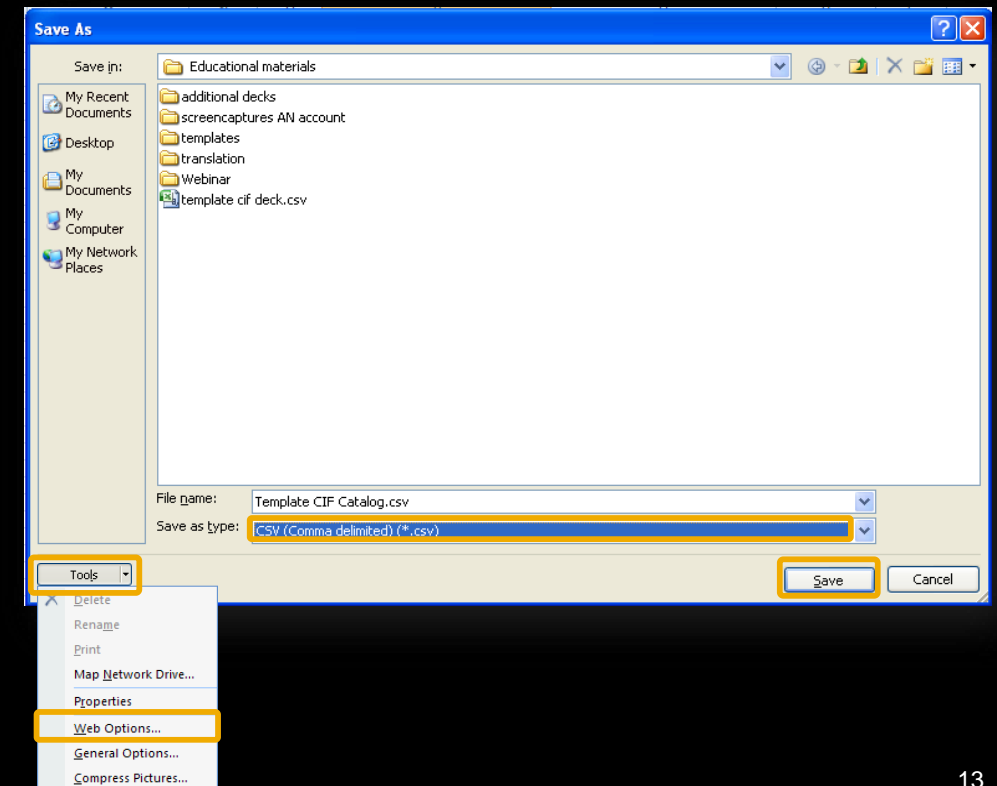 Save As
Save in:
Educational materials
My Recent
Documents
Desktop
My
Documents
My
Computer
My Network
Places
additional decks
screencaptures AN account
templates
translation
Webinar
template cif deck.csv
File name:
Template CIF Catalog.csv
Save as type:
CSV (Comma delimited) (*.csv)
Tools
Save
Cancel
Delete
Rename
Print
Map Network Drive...
Properties
Web Options...
General Options...
Compress Pictures...
13